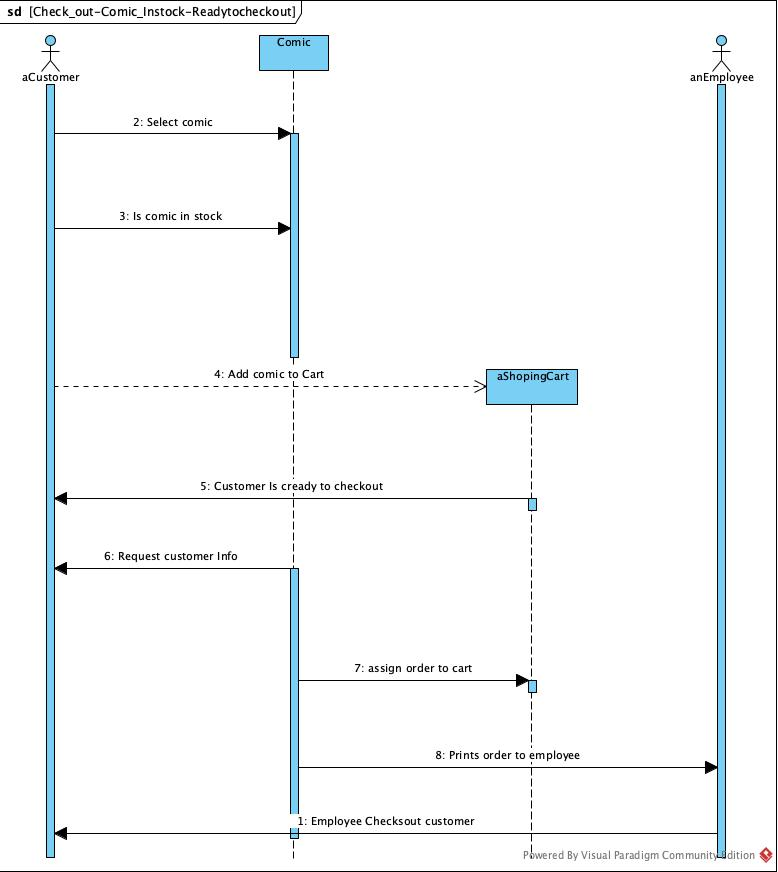 sd [Check_out-Comic_Instock-Readytocheckout]
aCustomer
Comic
anEmployee
2: Select comic
3: Is comic in stock
4: Add comic to Cart
aShopingCart
5: Customer Is cready to checkout
6: Request customer Info
7: assign order to cart
8: Prints order to employee
1: Employee Checksout customer
Powered By Visual Paradigm Community Edition